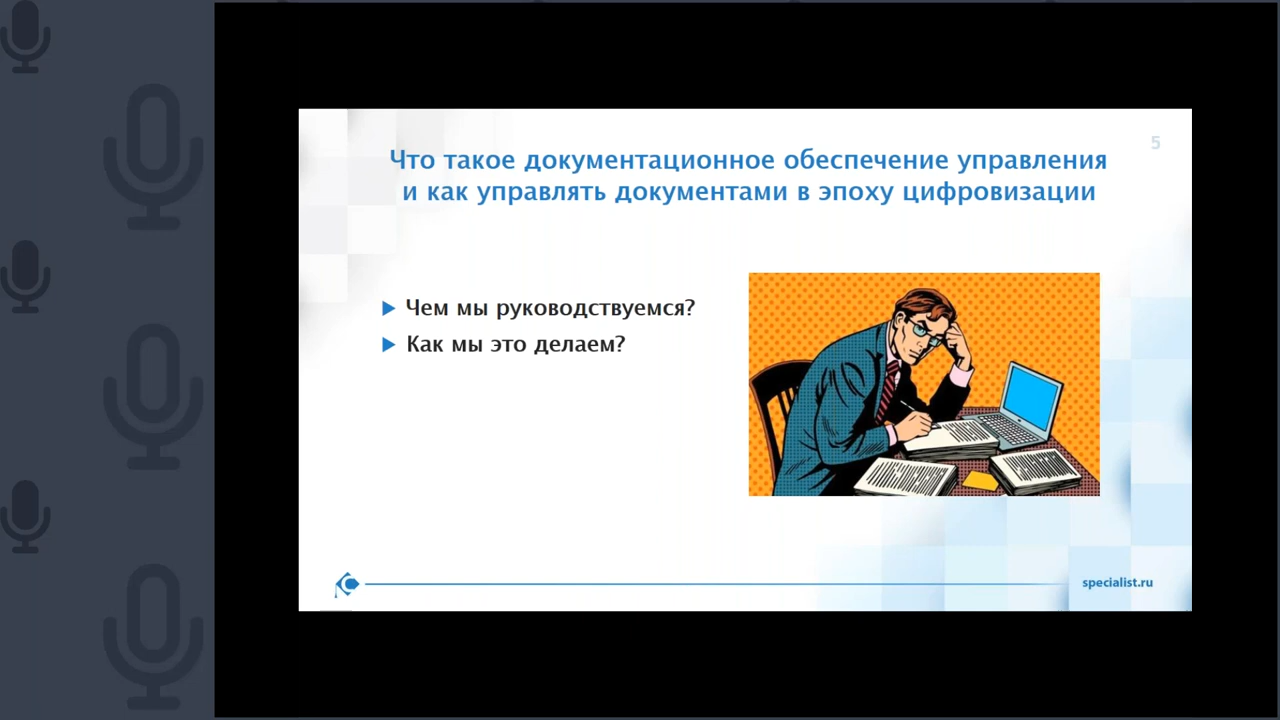 5
Что такое документационное обеспечение управления
и как управлять документами в эпоху цифровизации
Чем мы руководствуемся?
Как мы это делаем?
specialist.ru